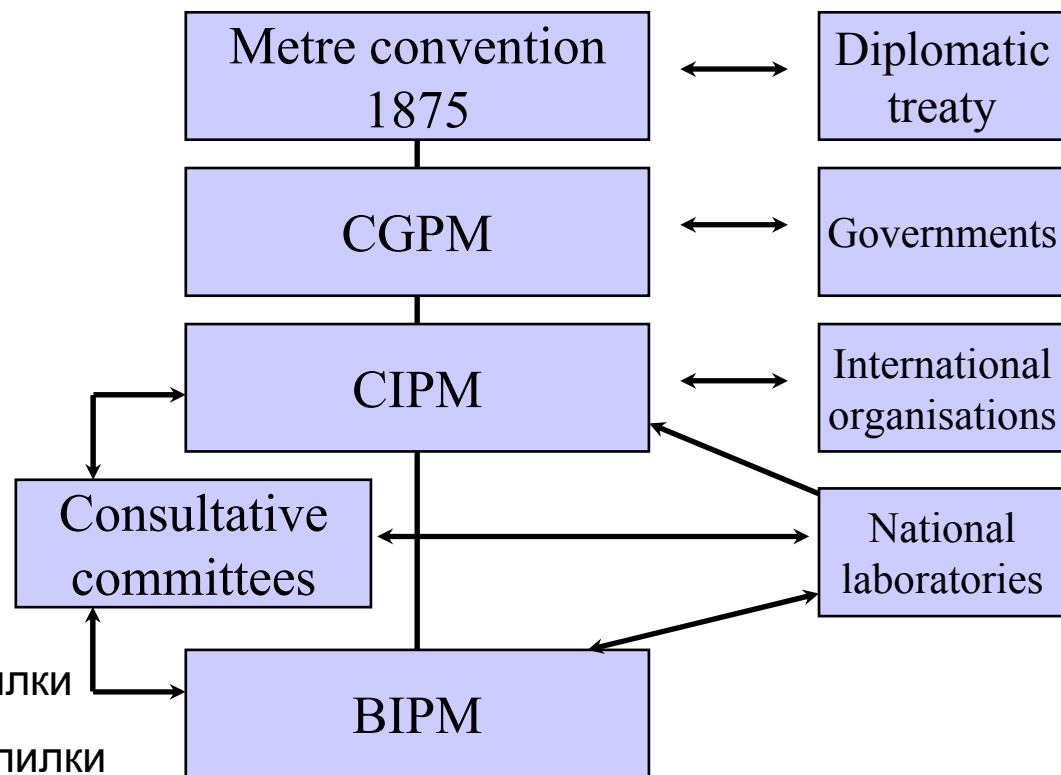 Metre convention
1875
Diplomatic
treaty
CGPM
Governments
CIPM
International
organisations
Consultative
committees
National
laboratories
BIPM